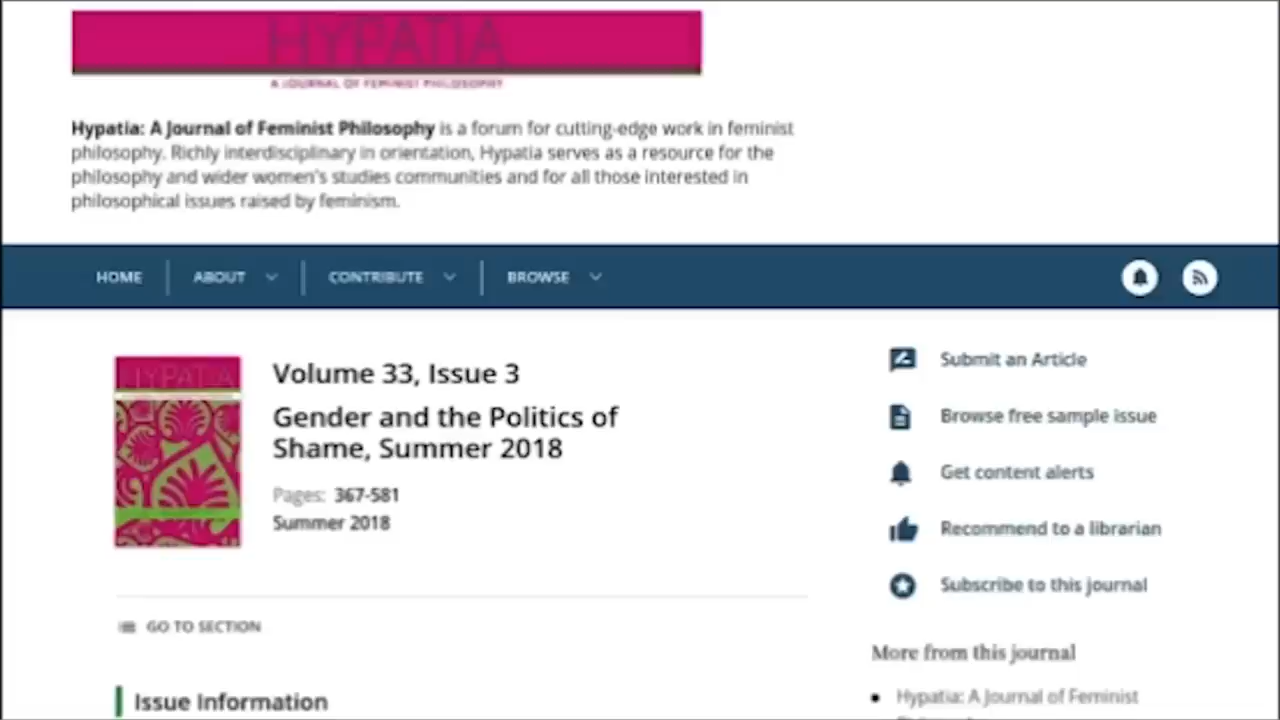 HYPATIA
A JOURNAL OF FEMINIST PHILOSOPHY
Hypatia: A Journal of Feminist Philosophy is a forum for cutting-edge work in feminist
philosophy. Richly interdisciplinary in orientation, Hypatia serves as a resource for the
philosophy and wider women's studies communities and for all those interested in
philosophical issues raised by feminism.
HOME ABOUT CONTRIBUTE BROWSE
HYPATIA
Volume 33, Issue 3
Gender and the Politics of
Shame, Summer 2018
Pages: 367-581
Summer 2018
GO TO SECTION
Issue Information
Submit an Article
Browse free sample issue
Get content alerts
Recommend to a librarian
Subscribe to this journal
More from this journal
Hypatia: A Journal of Feminist